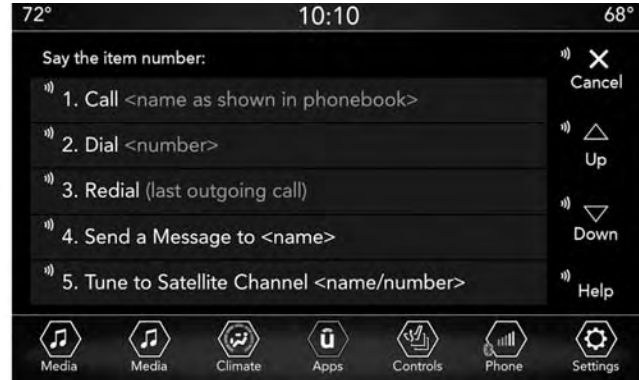 72° 10:10 68°
Say the item number:
1. Call <name as shown in phonebook>
2. Dial <number>
3. Redial (last outgoing call)
4. Send a Message to <name>
5. Tune to Satellite Channel <name/number>
Cancel
Up
Down
Help
Media Media Climate Apps Controls Phone Settings